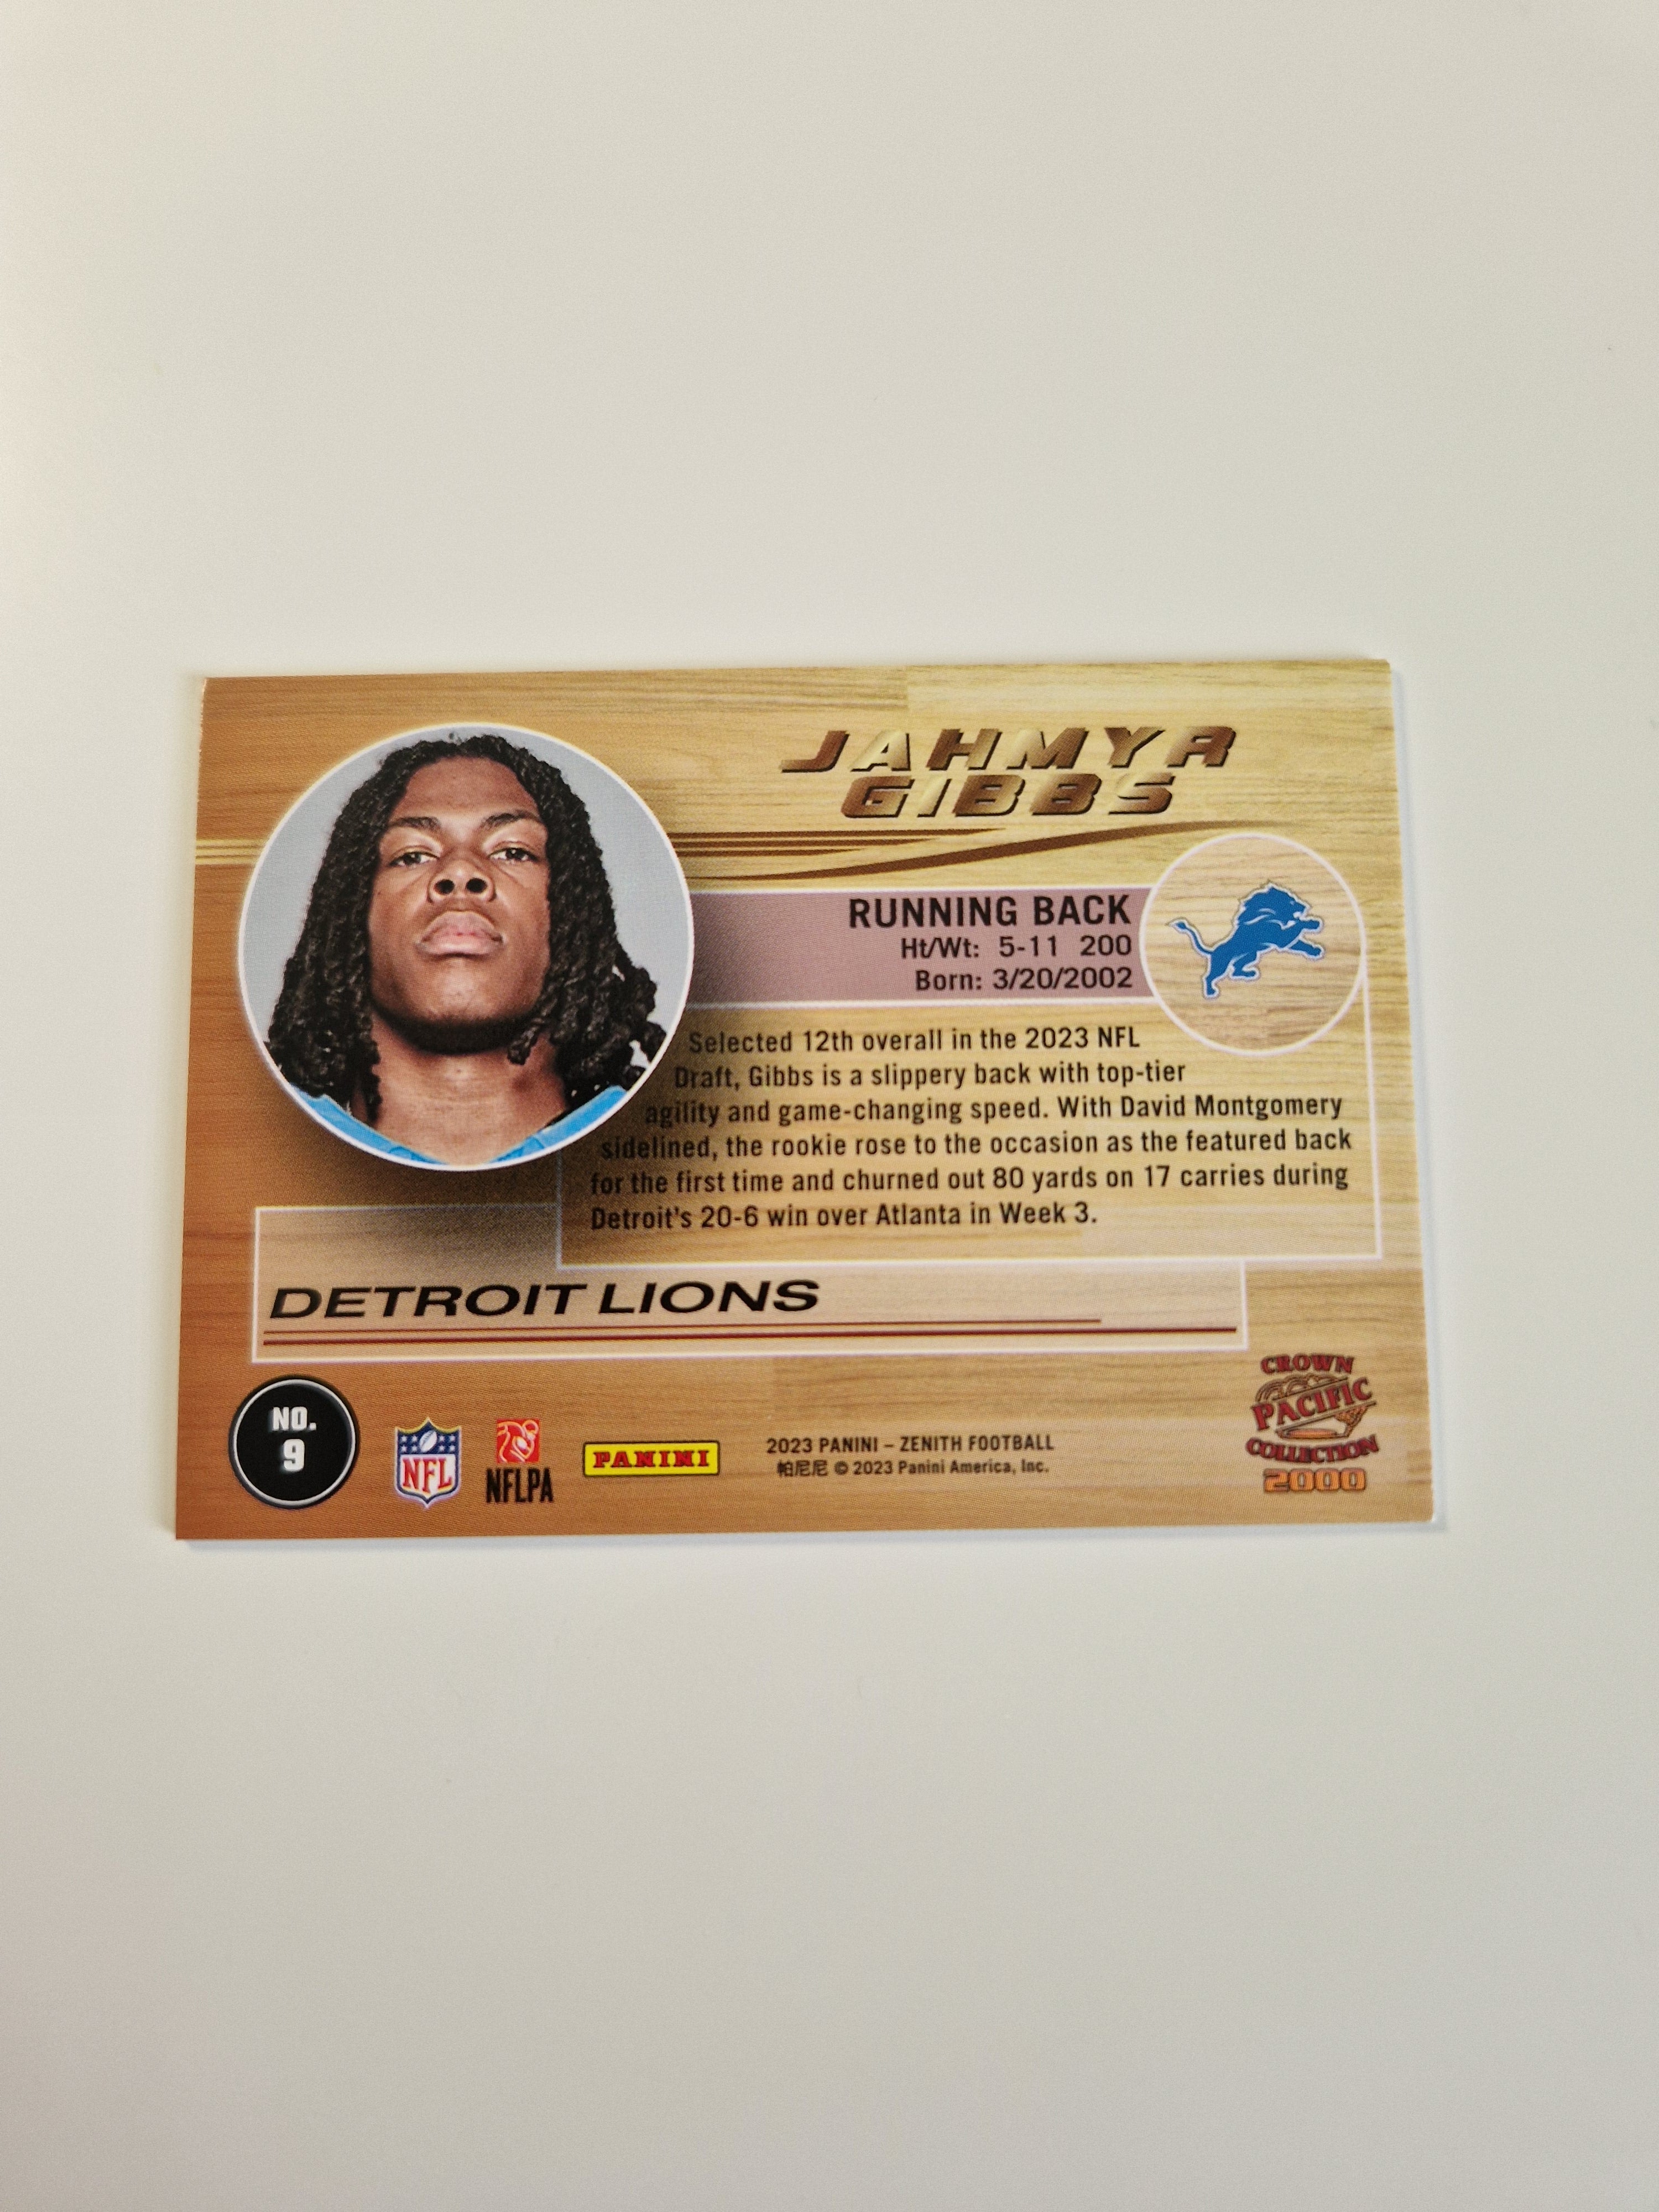 JAHMYR
GIBBS
RUNNING BACK
Ht/Wt: 5-11 200
Born: 3/20/2002
Selected 12th overall in the 2023 NFL
Draft, Gibbs is a slippery back with top-tier
agility and game-changing speed. With David Montgomery
sidelined, the rookie rose to the occasion as the featured back
for the first time and churned out 80 yards on 17 carries during
Detroit's 20-6 win over Atlanta in Week 3.
DETROIT LIONS
NO.
9
NFL
NFLPA
PANINI
2023 PANINI – ZENITH FOOTBALL
帕尼尼 © 2023 Panini America, Inc.
CROWN
PACIFIC
COLLECTION
2000